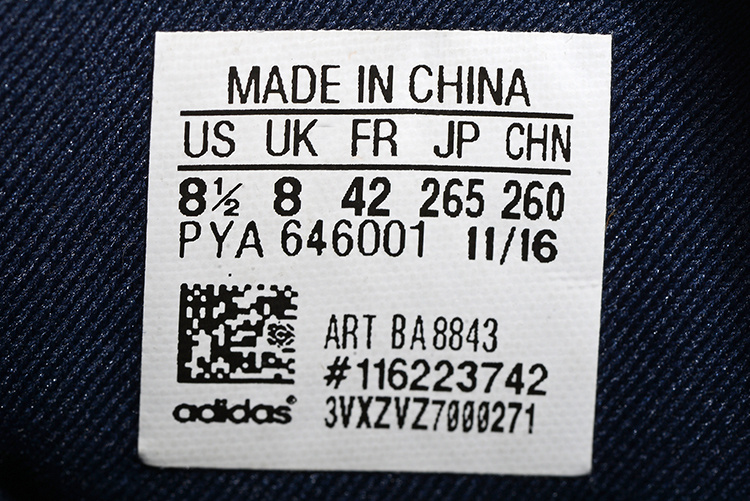 MADE IN CHINA
US UK FR JP CHN
8½ 8 42 265 260
PYA 646001 11/16
ART BA8843
#116223742
adidas®
3VXZVZ7000271